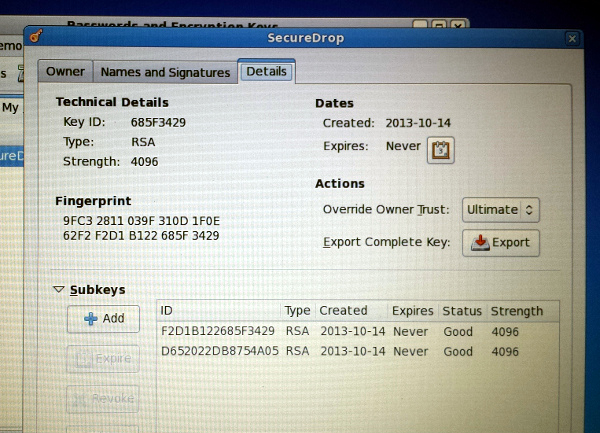 Passwords and Encryption Keys
SecureDrop
Owner
Names and Signatures
Details
My
Technical Details
Key ID: 685F3429
Type: RSA
Strength: 4096
Dates
Created: 2013-10-14
Expires: Never
Fingerprint
9FC3 2811 039F 310D 1F0E
62F2 F2D1 B122 685F 3429
Actions
Override Owner Trust: Ultimate
Export Complete Key: Export
Subkeys
Add
Expire
Revoke
ID Type Created Expires Status Strength
F2D1B122685F3429 RSA 2013-10-14 Never Good 4096
D652022DB8754A05 RSA 2013-10-14 Never Good 4096